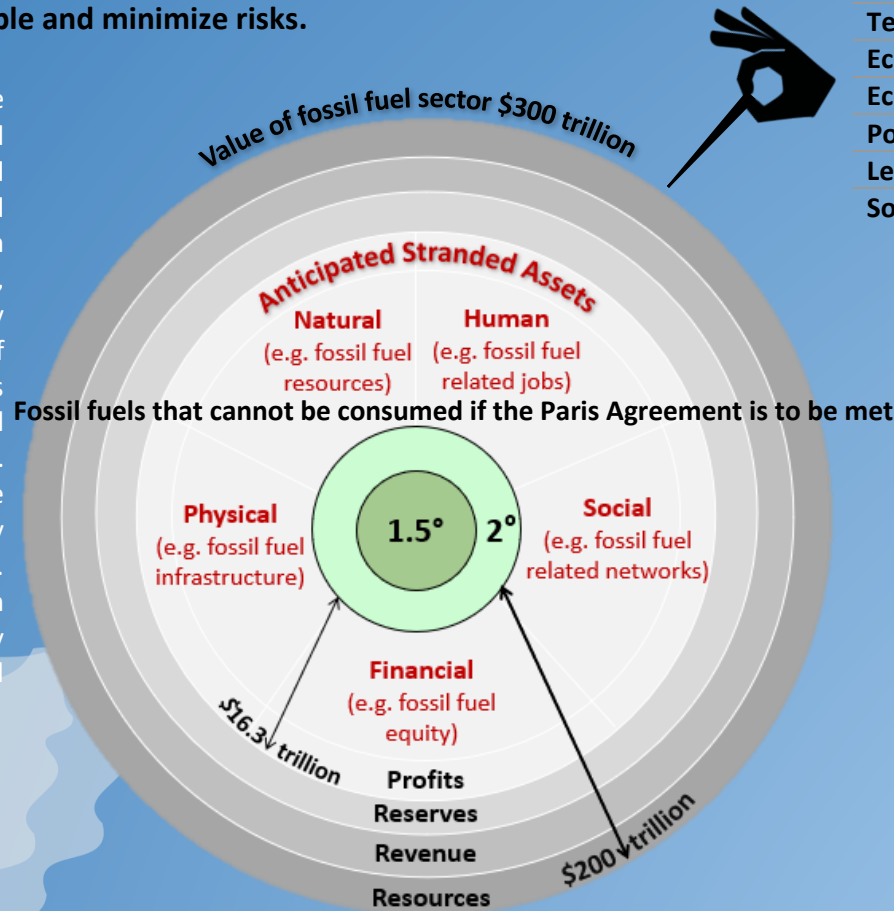 ble and minimize risks.
Te
Ec
Ec
Po
Le
So
e
l
l
l
n
,
y
f
s
l
.
e
y
.
n
y
l
Value of fossil fuel sector $300 trillion
Anticipated Stranded Assets
Natural
(e.g. fossil fuel
resources)
Human
(e.g. fossil fuel
related jobs)
Fossil fuels that cannot be consumed if the Paris Agreement is to be met
Physical
(e.g. fossil fuel
infrastructure)
1.5°
2°
Social
(e.g. fossil fuel
related networks)
Financial
(e.g. fossil fuel
equity)
$16.3 trillion
Profits
Reserves
Revenue
Resources
$200 trillion